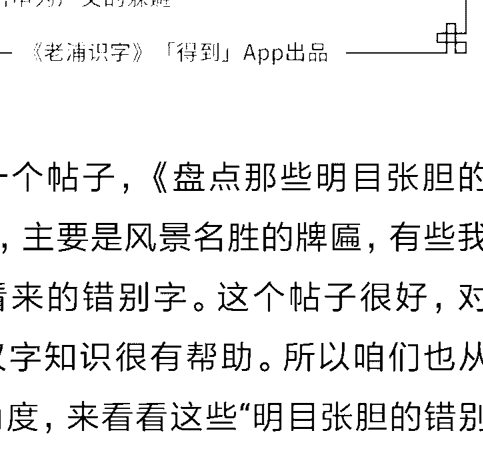 《老浦识字》「得到」App出品
一个帖子，《盘点那些明目张胆的
，主要是风景名胜的牌匾，有些我
看来的错别字。这个帖子很好，对
汉字知识很有帮助。所以咱们也从
角度，来看看这些“明目张胆的错别